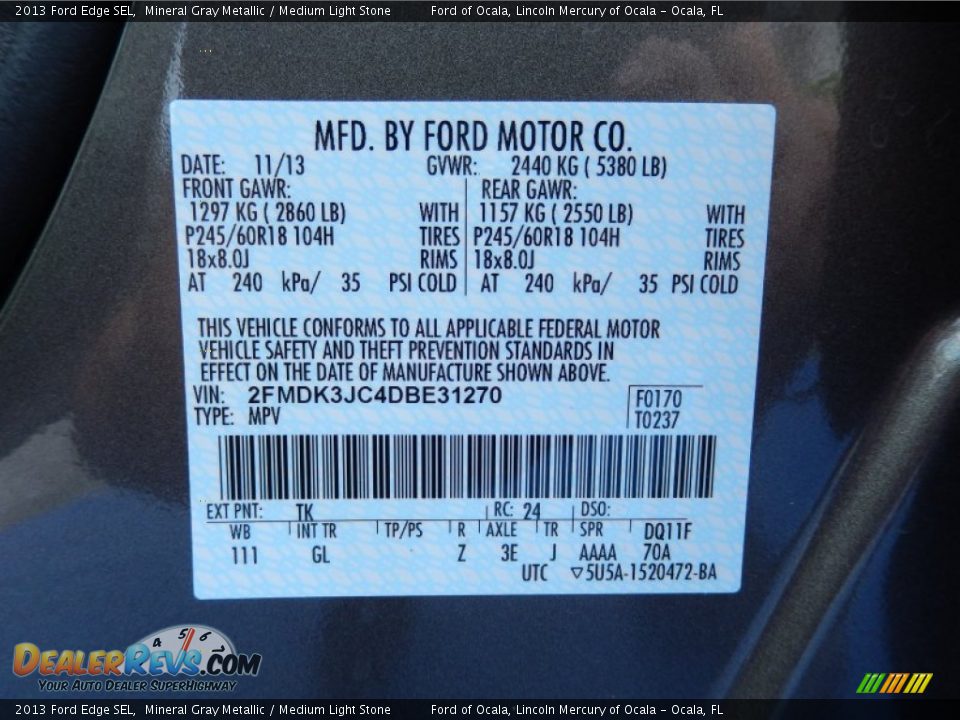 2013 Ford Edge SEL, Mineral Gray Metallic / Medium Light Stone Ford of Ocala, Lincoln Mercury of Ocala - Ocala, FL
MFD. BY FORD MOTOR CO.
DATE: 11/13 GVWR: 2440 KG ( 5380 LB)
FRONT GAWR: REAR GAWR:
1297 KG ( 2860 LB) WITH 1157 KG ( 2550 LB) WITH
P245/60R18 104H TIRES P245/60R18 104H TIRES
18x8.0J RIMS 18x8.0J RIMS
AT 240 kPa/ 35 PSI COLD AT 240 kPa/ 35 PSI COLD
THIS VEHICLE CONFORMS TO ALL APPLICABLE FEDERAL MOTOR
VEHICLE SAFETY AND THEFT PREVENTION STANDARDS IN
EFFECT ON THE DATE OF MANUFACTURE SHOWN ABOVE.
VIN: 2FMDK3JC4DBE31270 F0170
TYPE: MPV T0237
EXT PNT: TK RC: 24 DSO:
WB INT TR TP/PS R AXLE TR SPR DQ11F
111 GL Z 3E J AAAA 70A
UTC ▽5U5A-1520472-BA
4 5 6
DEALERREVS.COM
YOUR AUTO DEALER SUPERHIGHWAY
2013 Ford Edge SEL, Mineral Gray Metallic / Medium Light Stone Ford of Ocala, Lincoln Mercury of Ocala - Ocala, FL